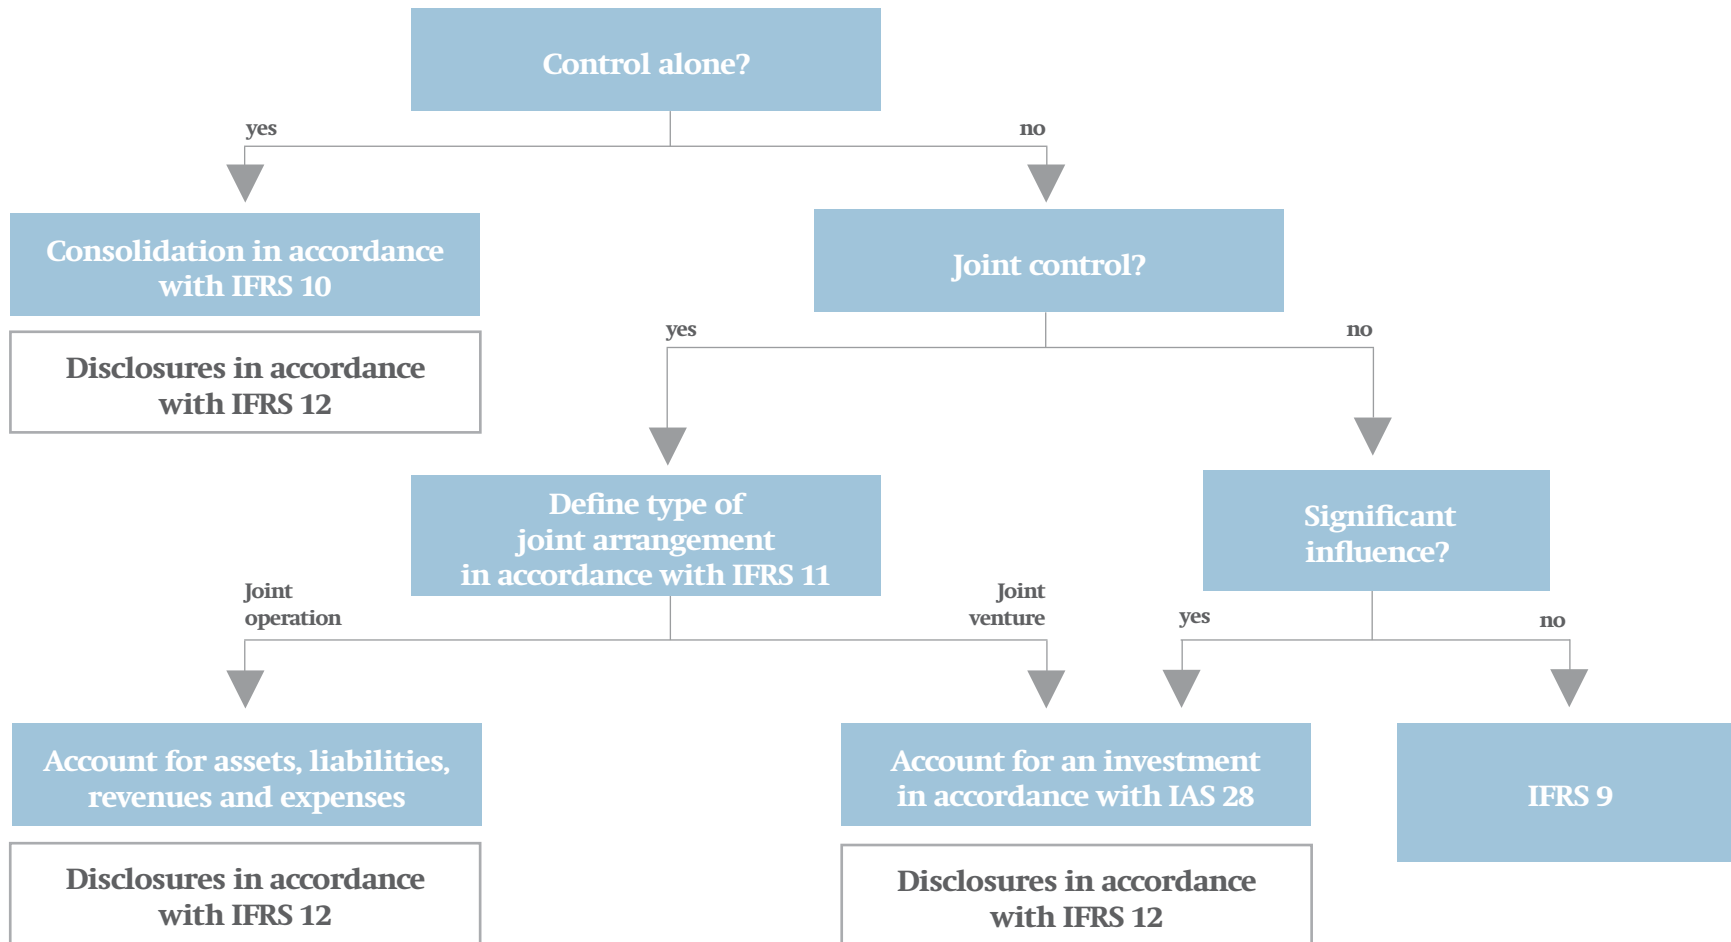 Control alone?
yes
no
Consolidation in accordance
with IFRS 10
Joint control?
Disclosures in accordance
with IFRS 12
yes
no
Define type of
joint arrangement
in accordance with IFRS 11
Significant
influence?
Joint
operation
Joint
venture
yes
no
Account for assets, liabilities,
revenues and expenses
Account for an investment
in accordance with IAS 28
IFRS 9
Disclosures in accordance
with IFRS 12
Disclosures in accordance
with IFRS 12